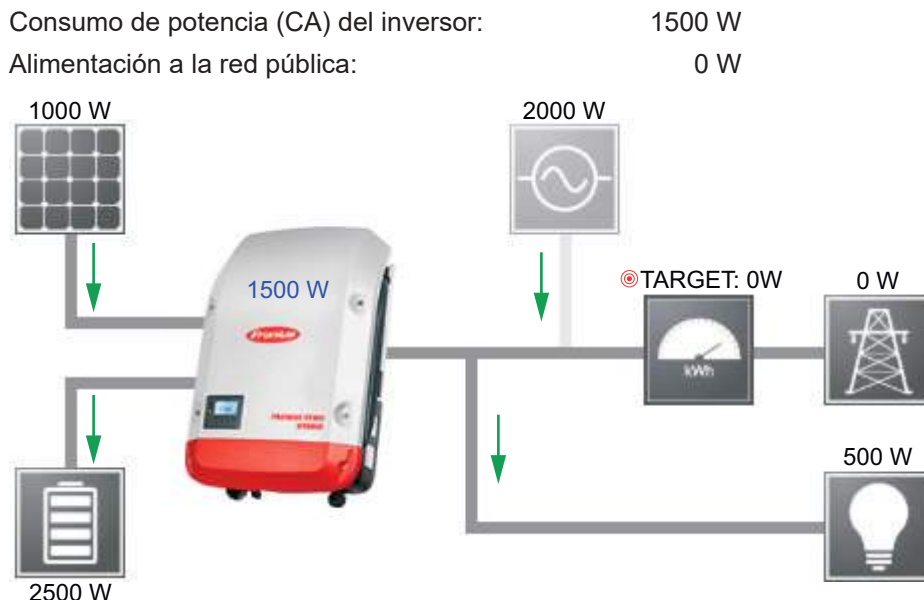 Consumo de potencia (CA) del inversor: 1500 W
Alimentación a la red pública: 0 W
1000 W
2000 W
1500 W
TARGET: 0W
0 W
Fronius
kWh
500 W
2500 W